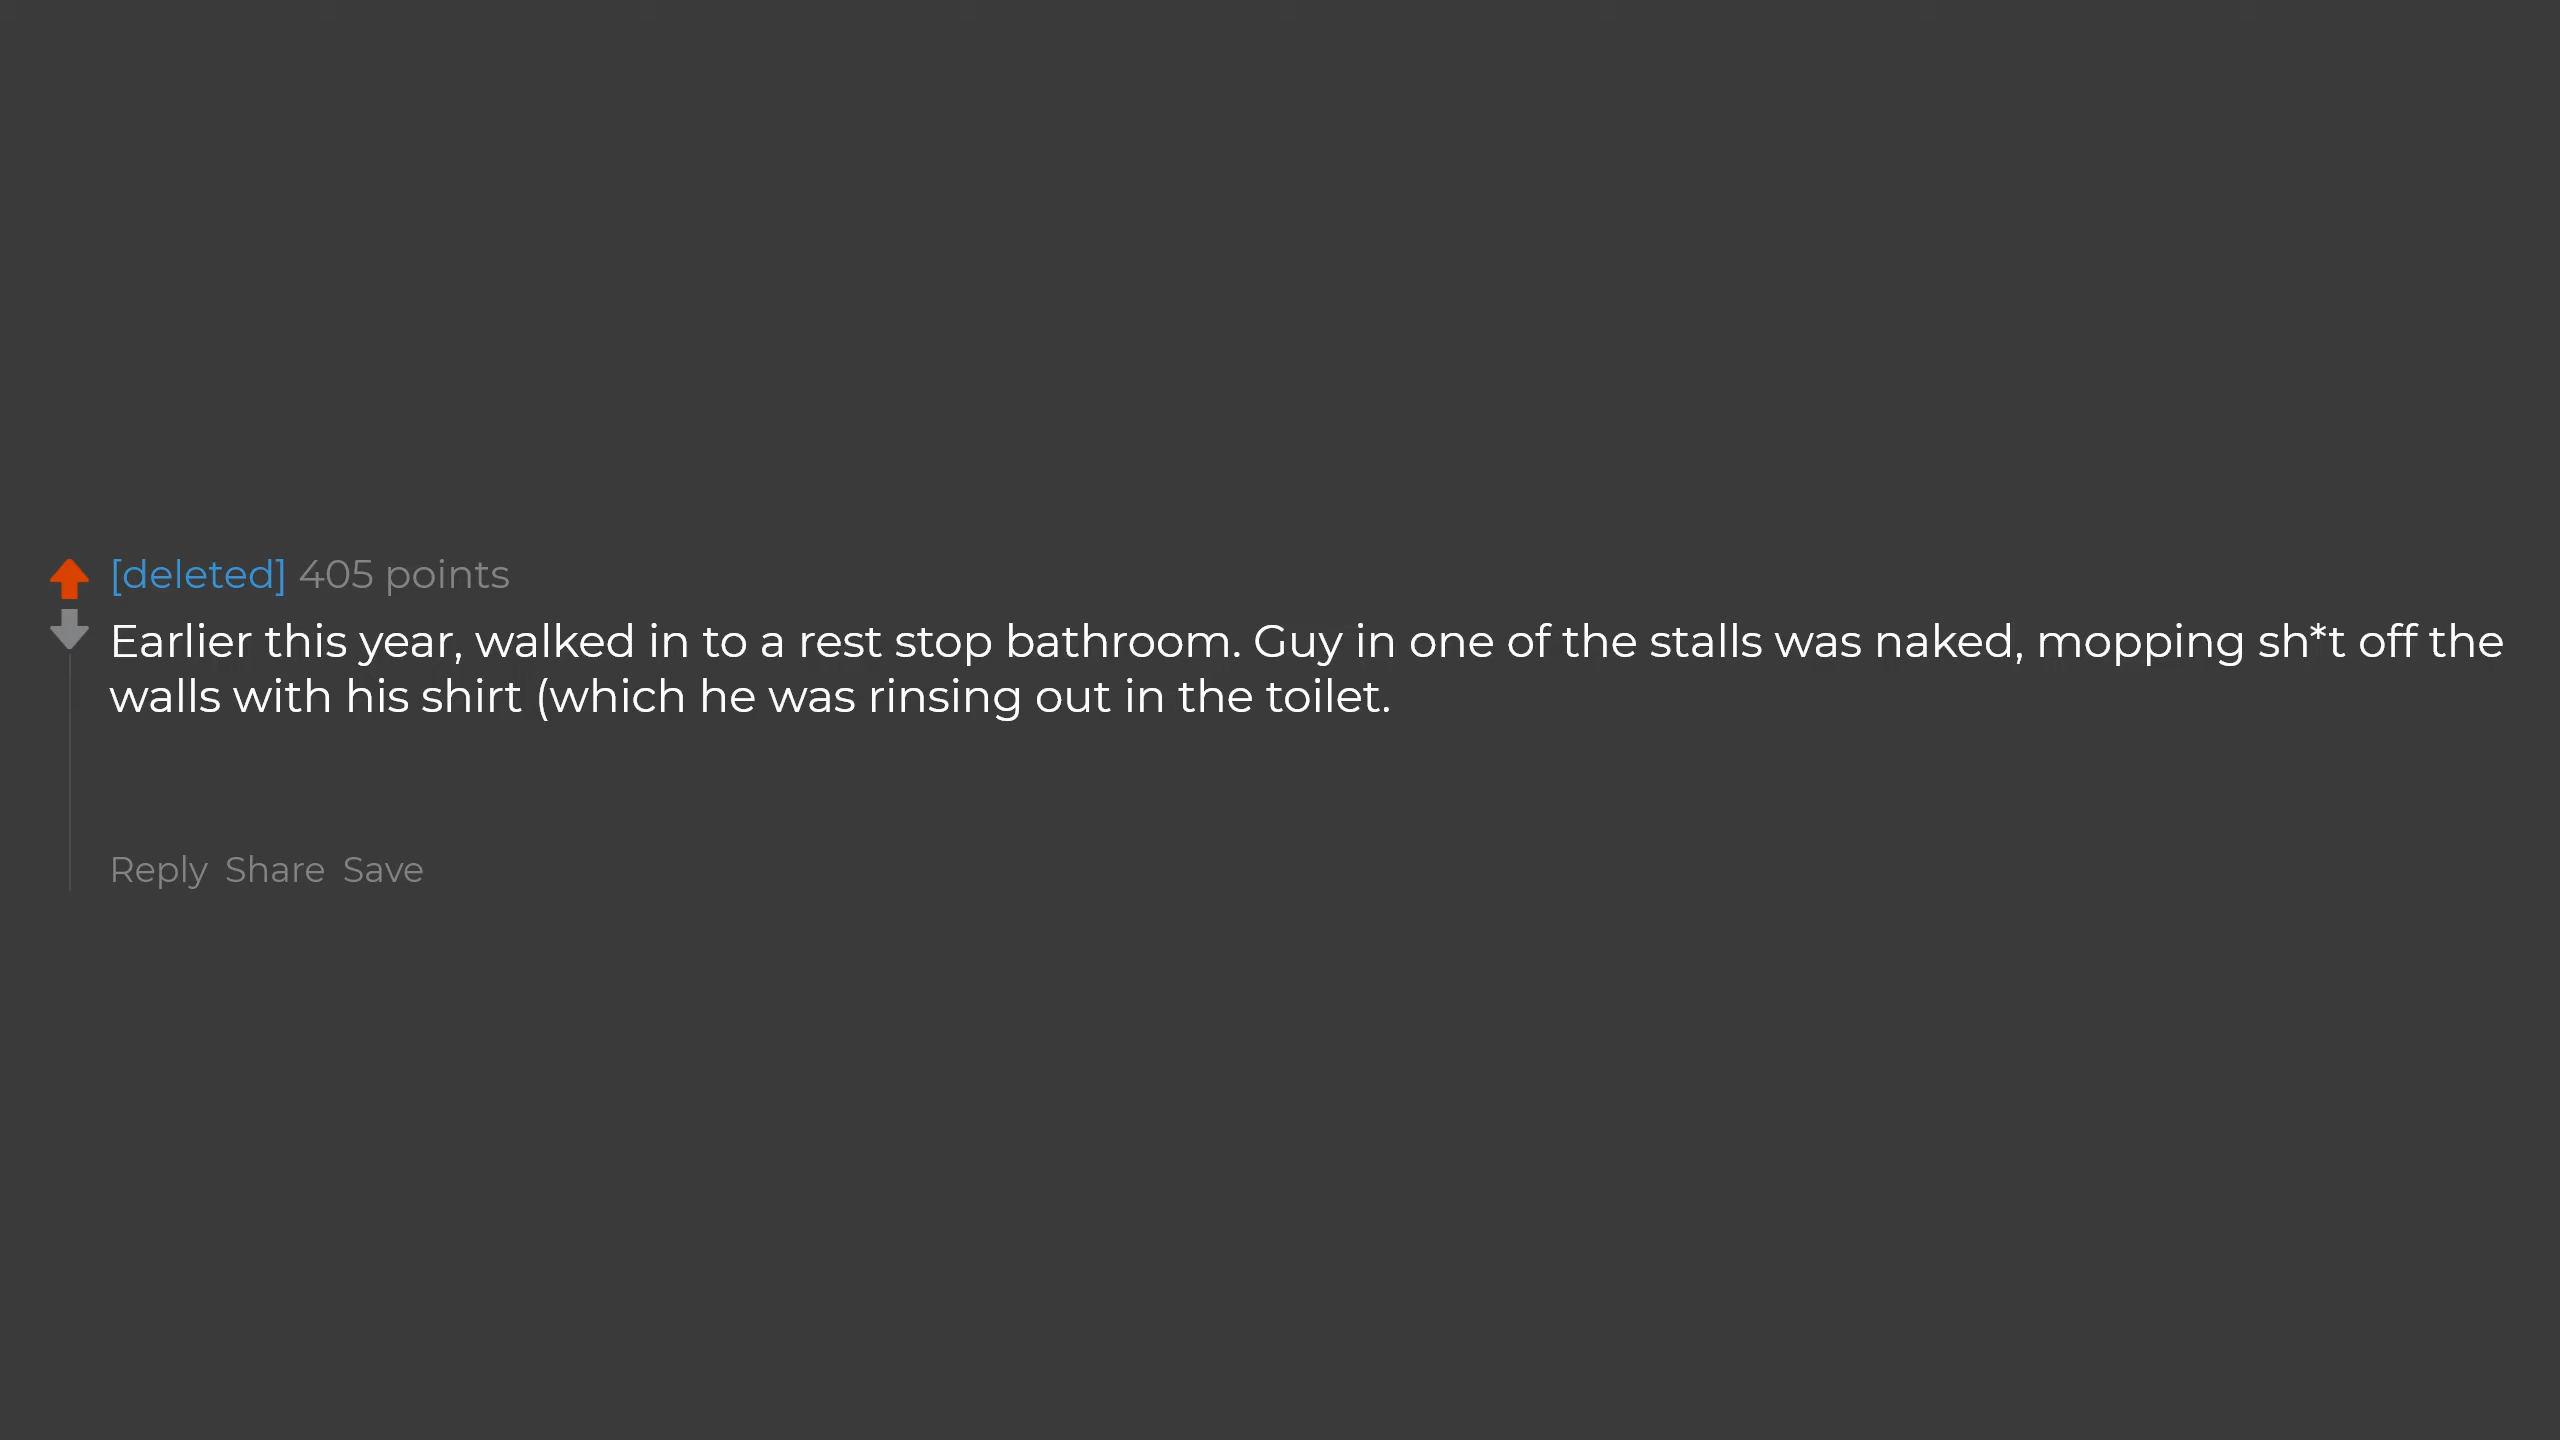 [deleted] 405 points
Earlier this year, walked in to a rest stop bathroom. Guy in one of the stalls was naked, mopping sh*t off the
walls with his shirt (which he was rinsing out in the toilet.
Reply Share Save